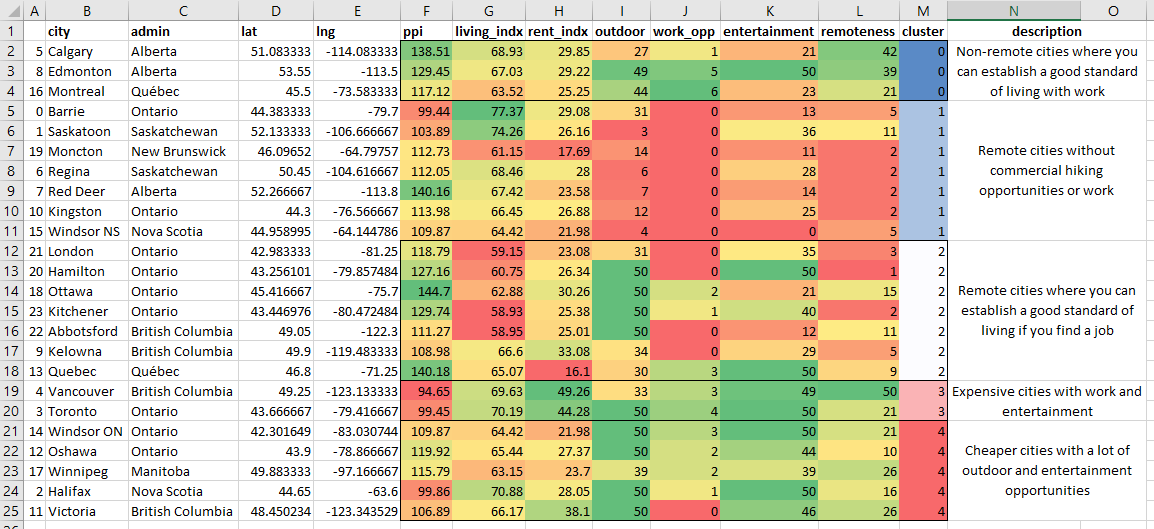 A B C D E F G H I J K L M N O
1 city admin lat lng ppi living_indx rent_indx outdoor work_opp entertainment remoteness cluster description
2 5 Calgary Alberta 51.083333 -114.083333 138.51 68.93 29.85 27 1 21 42 0 Non-remote cities where you
3 8 Edmonton Alberta 53.55 -113.5 129.45 67.03 29.22 49 5 50 39 0 can establish a good standard
4 16 Montreal Québec 45.5 -73.583333 117.12 63.52 25.25 44 6 23 21 0 of living with work
5 0 Barrie Ontario 44.383333 -79.7 99.44 77.37 29.08 31 0 13 5 1
6 1 Saskatoon Saskatchewan 52.133333 -106.666667 103.89 74.26 26.16 3 0 36 11 1
7 19 Moncton New Brunswick 46.09652 -64.79757 112.73 61.15 17.69 14 0 11 2 1 Remote cities without
8 6 Regina Saskatchewan 50.45 -104.616667 112.05 68.46 28 6 0 28 2 1 commercial hiking
9 7 Red Deer Alberta 52.266667 -113.8 140.16 67.42 23.58 7 0 14 2 1 opportunities or work
10 10 Kingston Ontario 44.3 -76.566667 113.98 66.45 26.88 12 0 25 2 1
11 15 Windsor NS Nova Scotia 44.958995 -64.144786 109.87 64.42 21.98 4 0 0 5 1
12 21 London Ontario 42.983333 -81.25 118.79 59.15 23.08 31 0 35 3 2
13 20 Hamilton Ontario 43.256101 -79.857484 127.16 60.75 26.34 50 0 50 1 2
14 18 Ottawa Ontario 45.416667 -75.7 144.7 62.88 30.26 50 2 21 15 2 Remote cities where you can
15 23 Kitchener Ontario 43.446976 -80.472484 129.74 58.93 25.38 50 1 40 2 2 establish a good standard of
16 22 Abbotsford British Columbia 49.05 -122.3 111.27 58.95 25.01 50 0 12 11 2 living if you find a job
17 9 Kelowna British Columbia 49.9 -119.483333 108.98 66.6 33.08 34 0 29 5 2
18 13 Quebec Québec 46.8 -71.25 140.18 65.07 16.1 30 3 50 9 2
19 4 Vancouver British Columbia 49.25 -123.133333 94.65 69.63 49.26 33 3 49 50 3 Expensive cities with work and
20 3 Toronto Ontario 43.666667 -79.416667 99.45 70.19 44.28 50 4 50 21 3 entertainment
21 14 Windsor ON Ontario 42.301649 -83.030744 109.87 64.42 21.98 50 3 50 21 4
22 12 Oshawa Ontario 43.9 -78.866667 119.92 65.44 27.37 50 2 44 10 4 Cheaper cities with a lot of
23 17 Winnipeg Manitoba 49.883333 -97.166667 115.79 63.15 23.7 39 2 39 26 4 outdoor and entertainment
24 2 Halifax Nova Scotia 44.65 -63.6 99.86 70.88 28.05 50 1 50 16 4 opportunities
25 11 Victoria British Columbia 48.450234 -123.343529 106.89 66.17 38.1 50 0 46 26 4